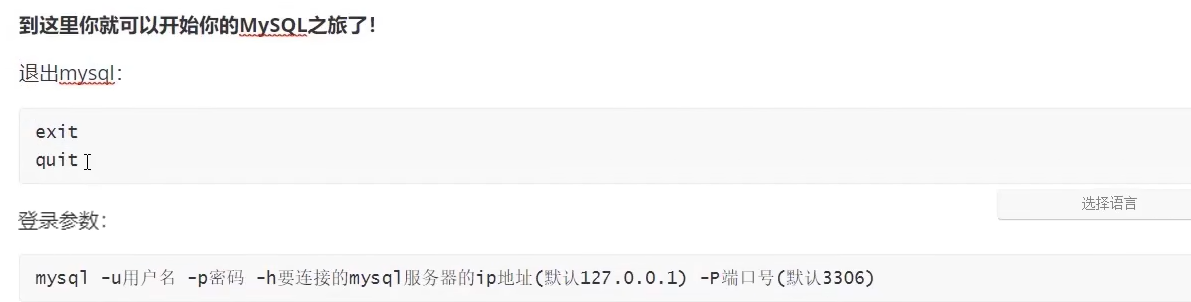 到这里你就可以开始你的MySQL之旅了！
退出mysql：
exit
quit
选择语言
登录参数：
mysql -u用户名 -p密码 -h要连接的mysql服务器的ip地址(默认127.0.0.1) -P端口号(默认3306)